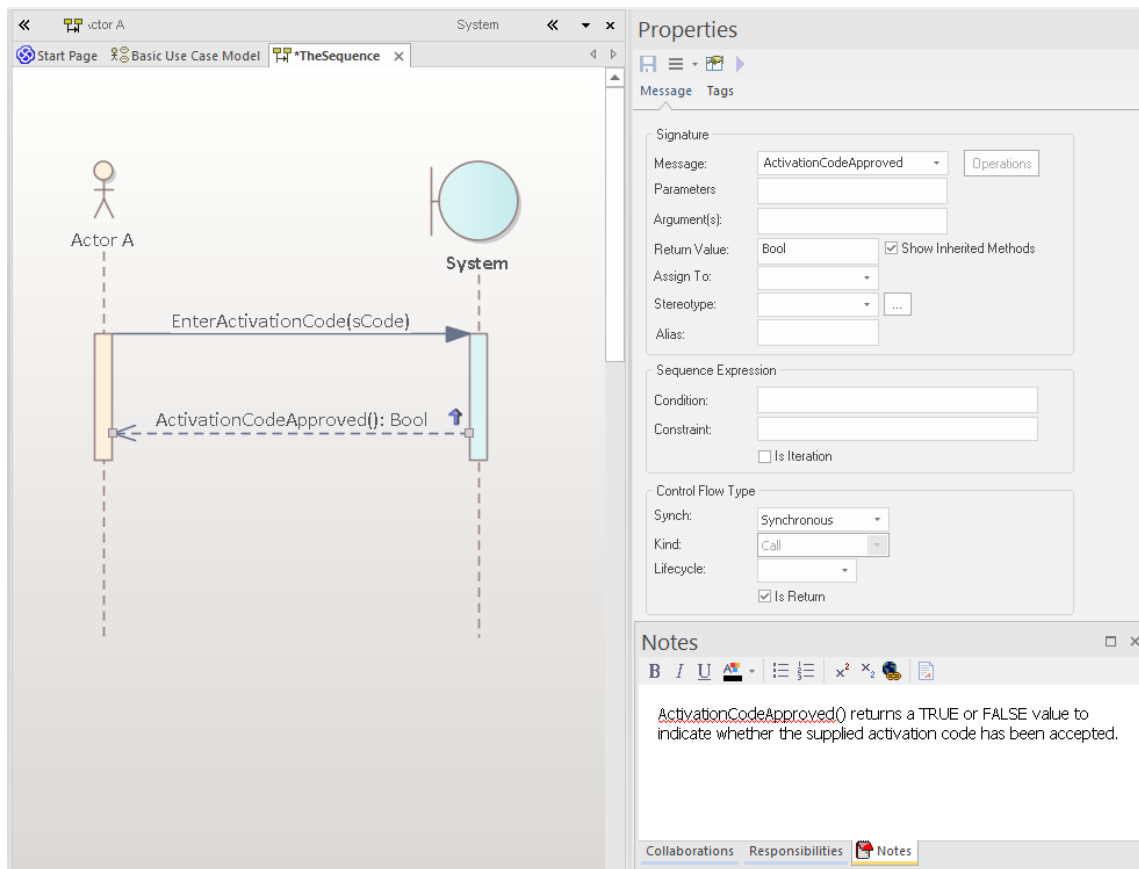 ctor A System
Start Page Basic Use Case Model *TheSequence
Actor A
System
EnterActivationCode(sCode)
ActivationCodeApproved(): Bool
Properties
Message Tags
Signature
Message: ActivationCodeApproved Operations
Parameters
Argument(s):
Return Value: Bool Show Inherited Methods
Assign To:
Stereotype: ...
Alias:
Sequence Expression
Condition:
Constraint:
Is Iteration
Control Flow Type
Synch: Synchronous
Kind: Call
Lifecycle:
Is Return
Notes
B I U A x² x₂
ActivationCodeApproved() returns a TRUE or FALSE value to
indicate whether the supplied activation code has been accepted.
Collaborations Responsibilities Notes